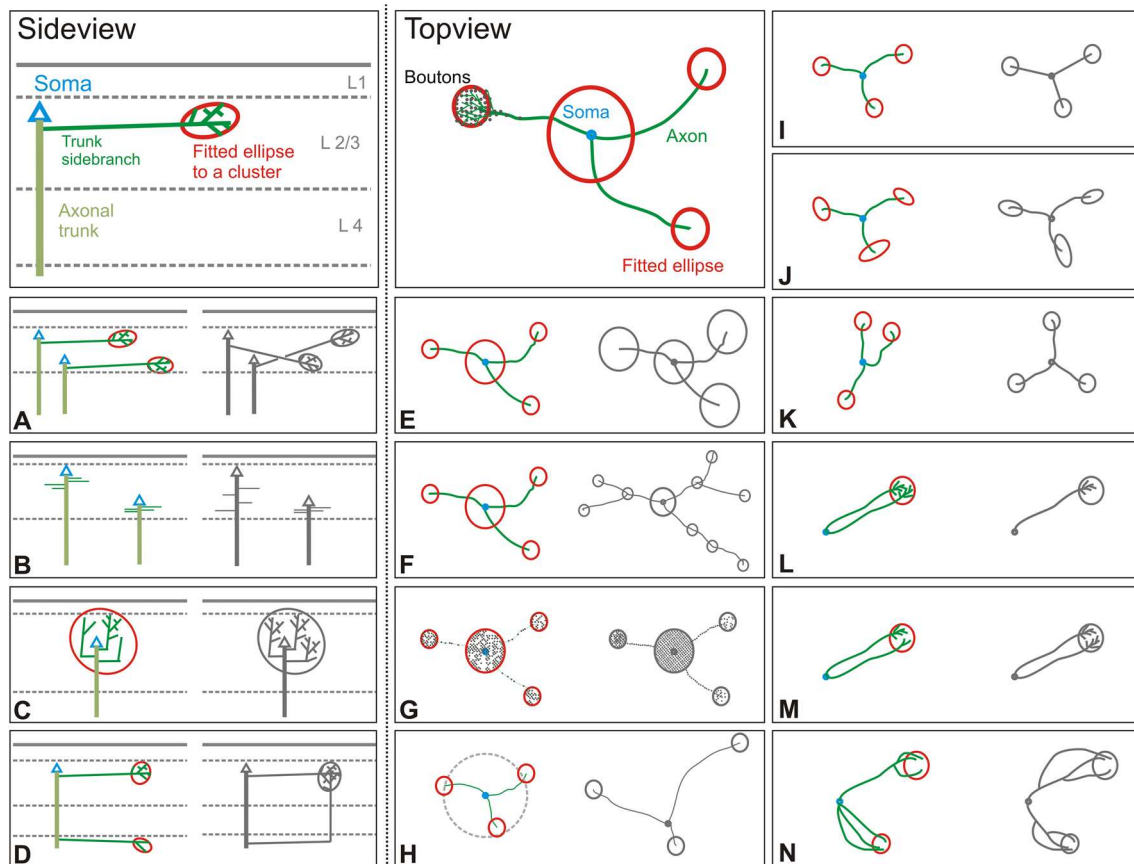 Sideview
L1
Soma
L 2/3
Trunk
sidebranch
Fitted ellipse
to a cluster
Axonal
trunk
L 4
Topview
Boutons
Soma
Axon
Fitted ellipse
A
B
C
D
E
F
G
H
I
J
K
L
M
N